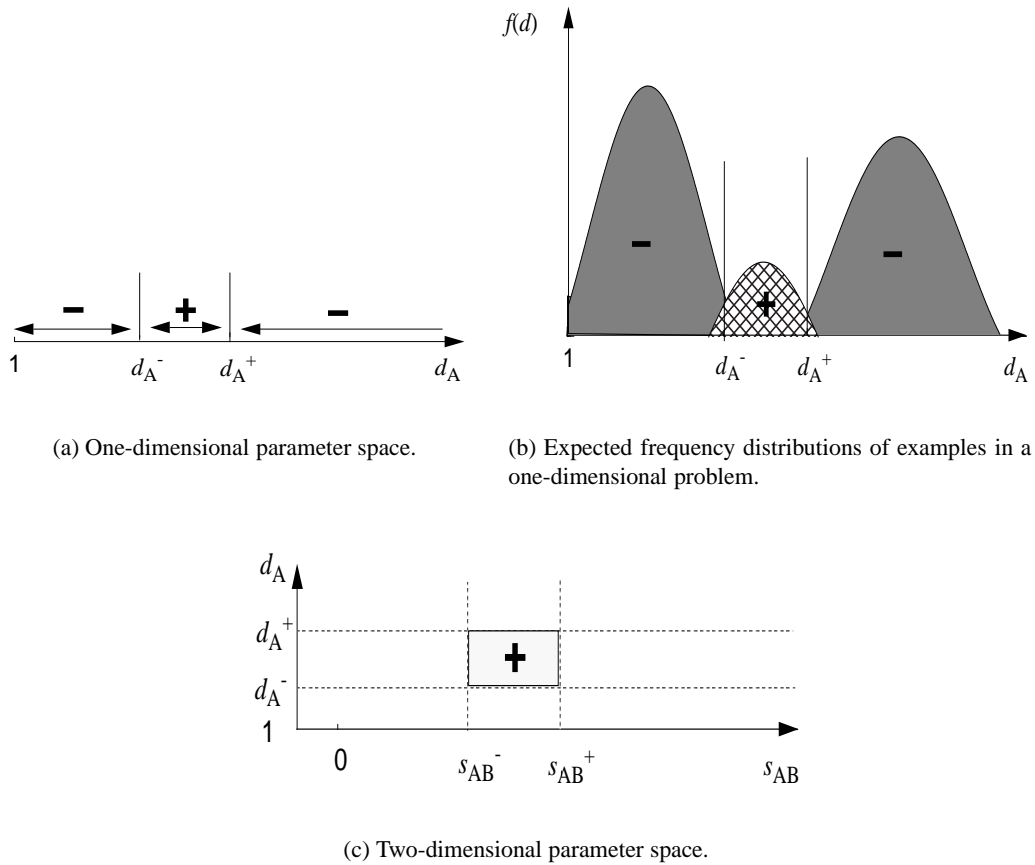 f(d)
− + −
1 d_A^- d_A^+ d_A
− + −
1 d_A^- d_A^+ d_A
(a) One-dimensional parameter space.
(b) Expected frequency distributions of examples in a
one-dimensional problem.
d_A
d_A^+
+
d_A^-
1
0 s_AB^- s_AB^+ s_AB
(c) Two-dimensional parameter space.